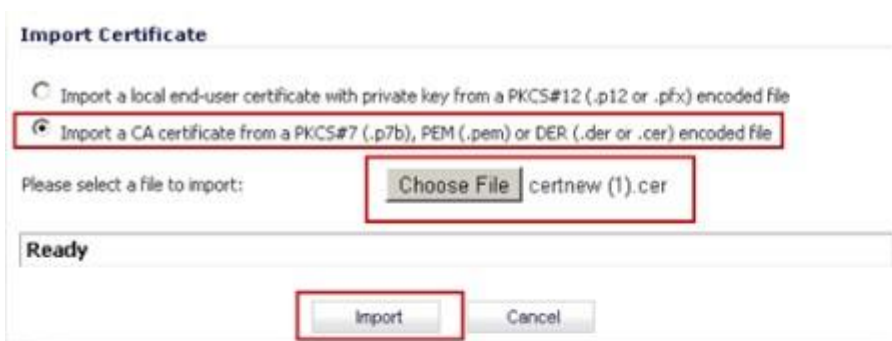 Import Certificate
Import a local end-user certificate with private key from a PKCS#12 (.p12 or .pfx) encoded file
Import a CA certificate from a PKCS#7 (.p7b), PEM (.pem) or DER (.der or .cer) encoded file
Please select a file to import: Choose File certnew (1).cer
Ready
Import Cancel